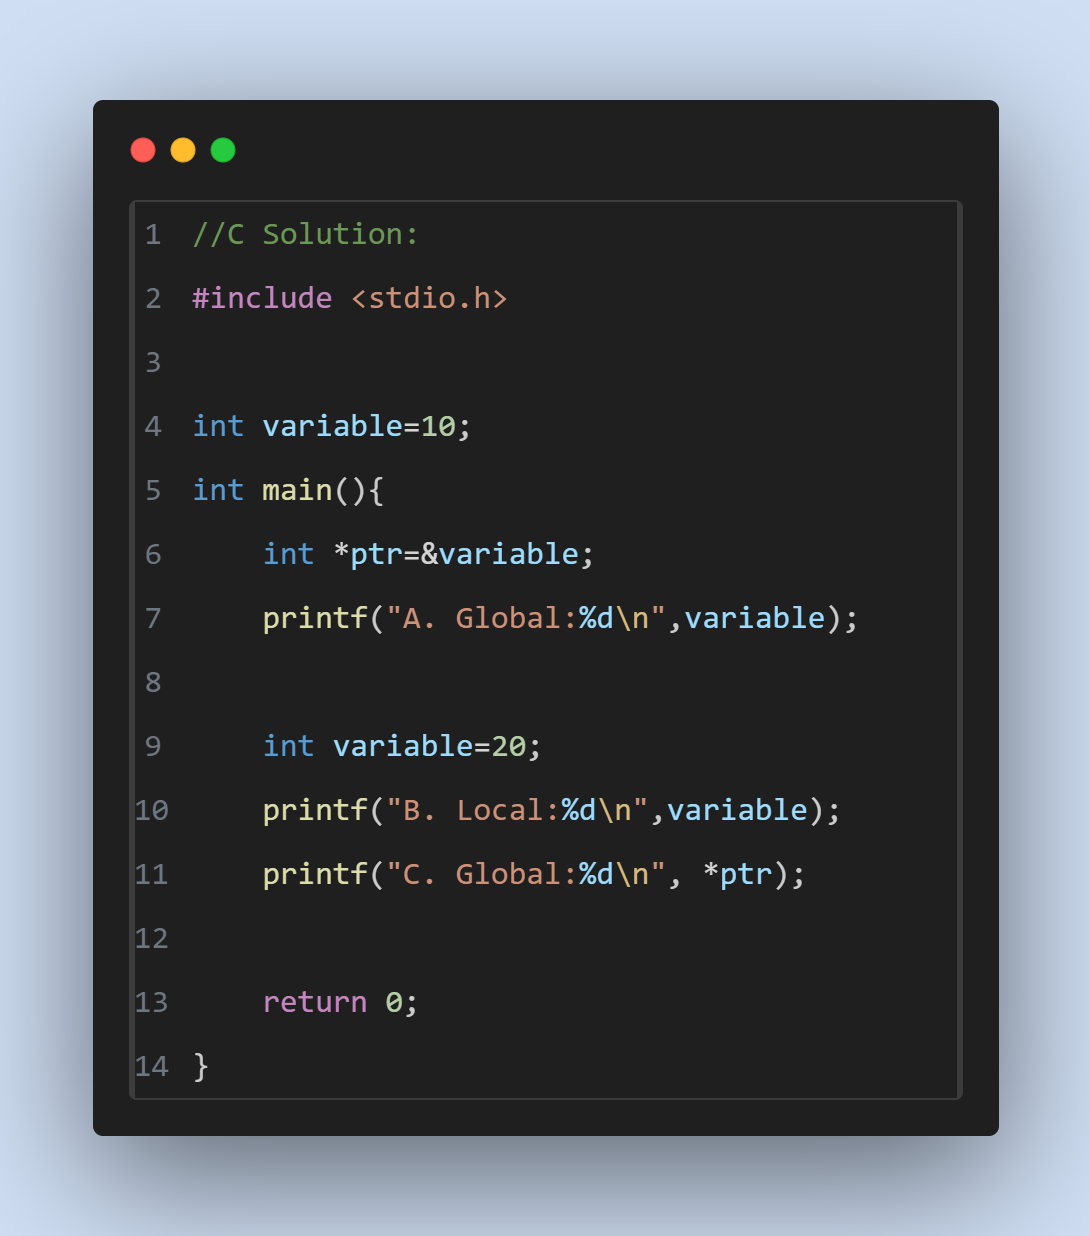 1 //C Solution:
2 #include <stdio.h>
3
4 int variable=10;
5 int main(){
6     int *ptr=&variable;
7     printf("A. Global:%d\n",variable);
8
9     int variable=20;
10     printf("B. Local:%d\n",variable);
11     printf("C. Global:%d\n", *ptr);
12
13     return 0;
14 }